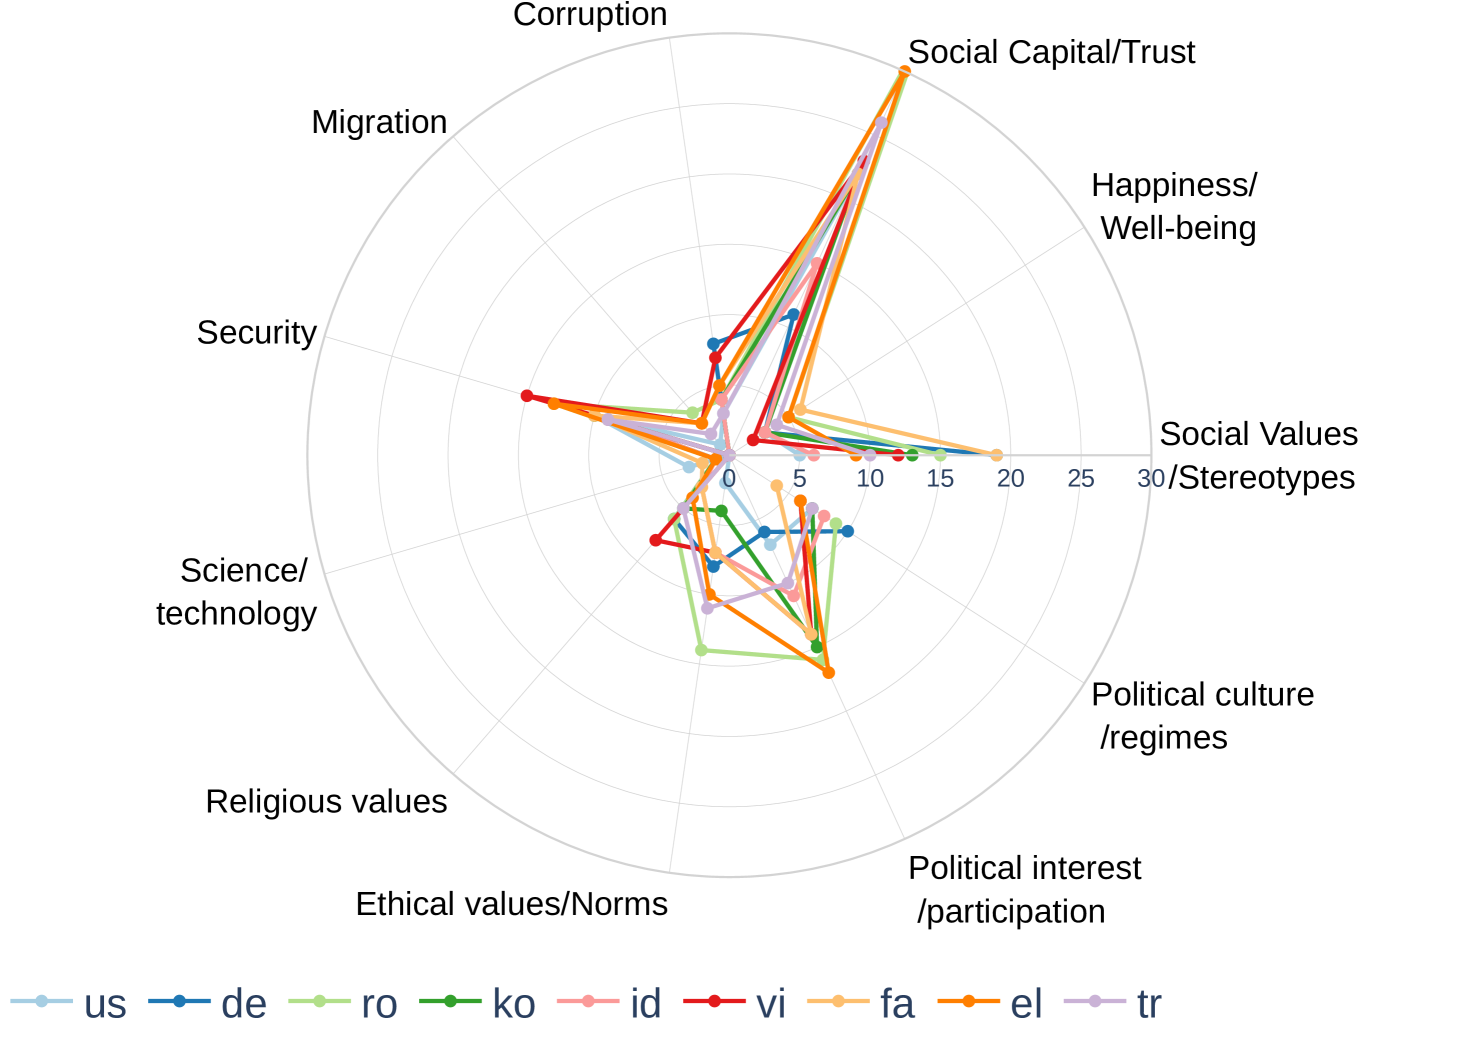 Corruption
Social Capital/Trust
Migration
Happiness/
Well-being
Security
Social Values
/Stereotypes
0 5 10 15 20 25 30
Science/
technology
Political culture
/regimes
Religious values
Political interest
/participation
Ethical values/Norms
us de ro ko id vi fa el tr